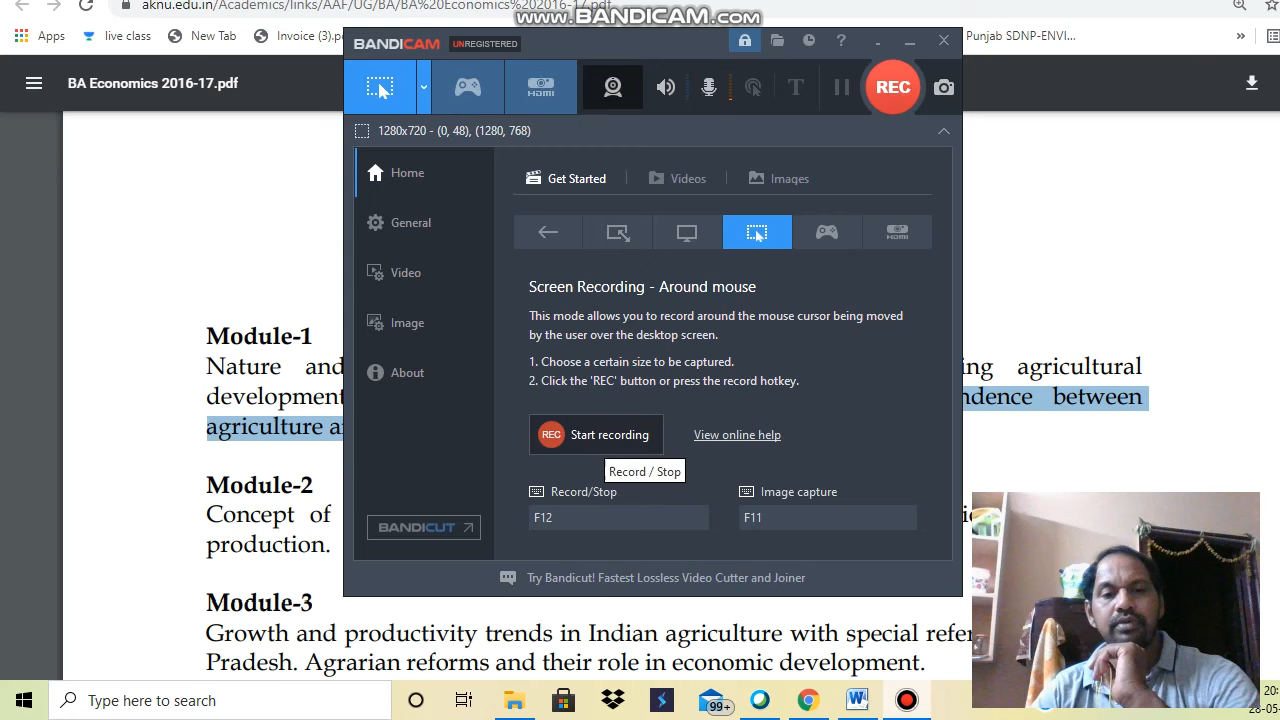 aknu.edu.in/Academics/links/AAF/UG/BA/BA%20Economics%202016-17.pdf
www.BANDICAM.com
Apps
live class
New Tab
Invoice (3).p
Punjab SDNP-ENVI...
BANDICAM
UNREGISTERED
BA Economics 2016-17.pdf
HDMI
REC
1280x720 - (0, 48), (1280, 768)
Home
Get Started
Videos
Images
General
HDMI
Video
Screen Recording - Around mouse
This mode allows you to record around the mouse cursor being moved
by the user over the desktop screen.
Image
1. Choose a certain size to be captured.
2. Click the 'REC' button or press the record hotkey.
About
REC Start recording
View online help
Record / Stop
Record/Stop
Image capture
F12
F11
BANDICUT
Try Bandicut! Fastest Lossless Video Cutter and Joiner
Module-1
Nature and ing agricultural
development ndence between
agriculture a
Module-2
Concept of
production.
Module-3
Growth and productivity trends in Indian agriculture with special refe
Pradesh. Agrarian reforms and their role in economic development.
Type here to search
99+
20:
28-05